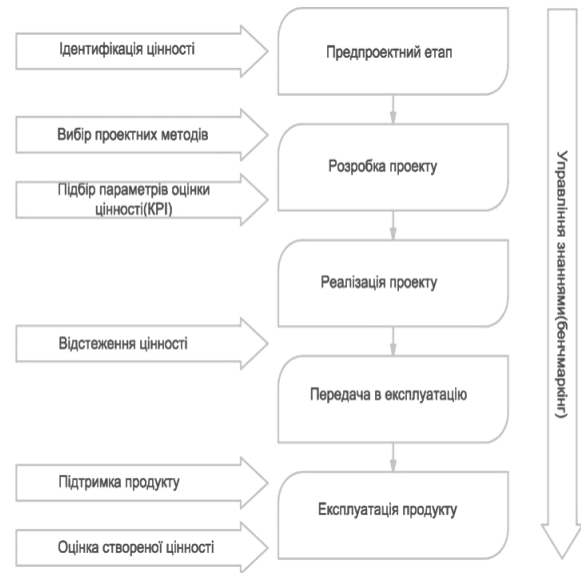 Ідентифікація цінності
Предпроектний етап
Вибір проектних методів
Розробка проекту
Підбір параметрів оцінки
цінності(KPI)
Реалізація проекту
Відстеження цінності
Передача в експлуатацію
Підтримка продукту
Експлуатація продукту
Оцінка створеної цінності
Управління знаннями(бенчмаркінг)